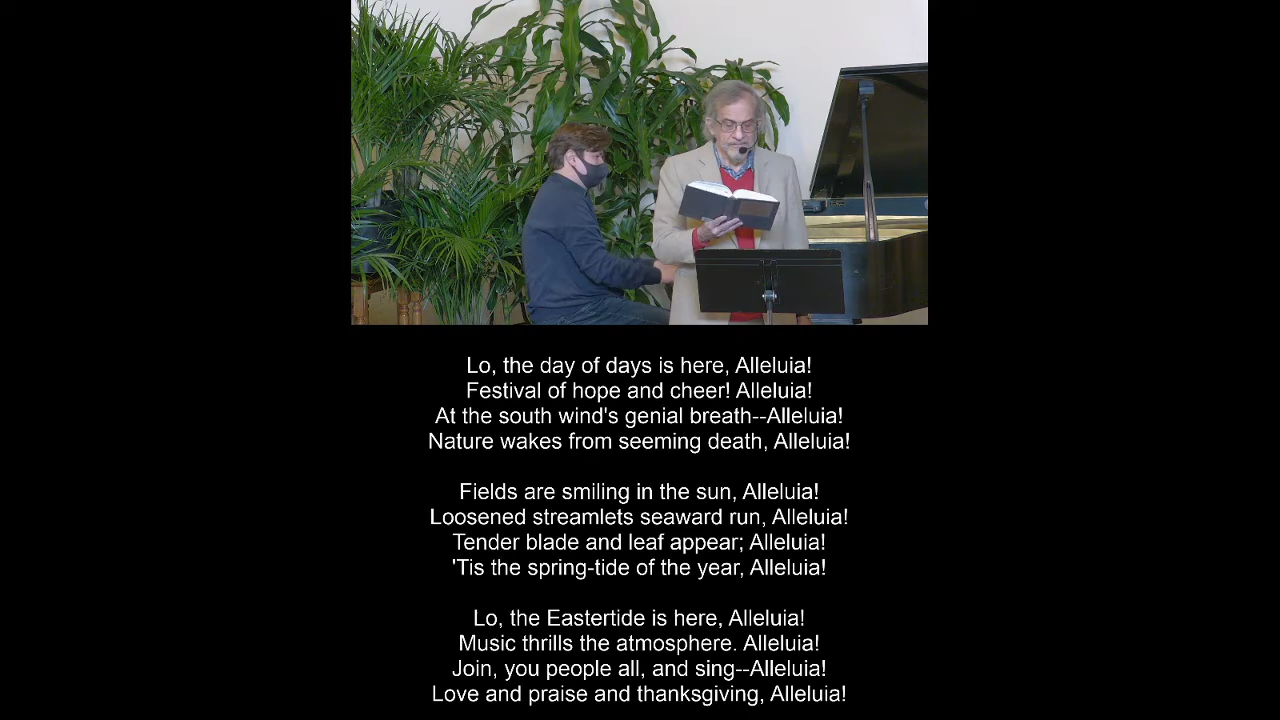 Lo, the day of days is here, Alleluia!
Festival of hope and cheer! Alleluia!
At the south wind's genial breath--Alleluia!
Nature wakes from seeming death, Alleluia!
Fields are smiling in the sun, Alleluia!
Loosened streamlets seaward run, Alleluia!
Tender blade and leaf appear; Alleluia!
'Tis the spring-tide of the year, Alleluia!
Lo, the Eastertide is here, Alleluia!
Music thrills the atmosphere. Alleluia!
Join, you people all, and sing--Alleluia!
Love and praise and thanksgiving, Alleluia!